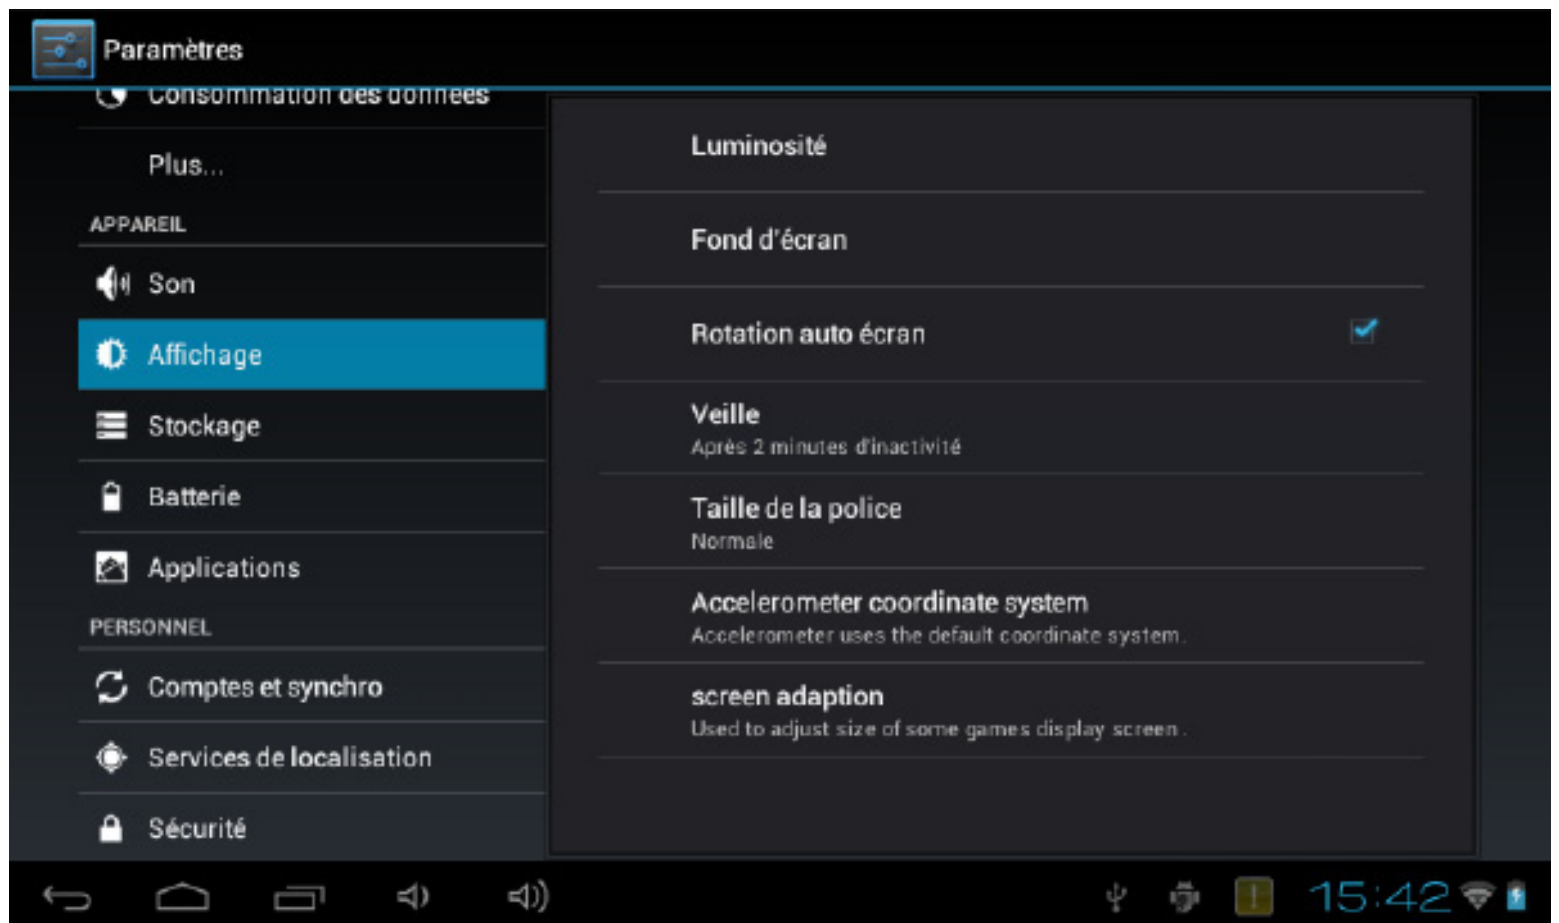 Paramètres
Consommation des données
Plus...
APPAREIL
Son
Affichage
Stockage
Batterie
Applications
PERSONNEL
Comptes et synchro
Services de localisation
Sécurité
Luminosité
Fond d'écran
Rotation auto écran
Veille
Après 2 minutes d'inactivité
Taille de la police
Normale
Accelerometer coordinate system
Accelerometer uses the default coordinate system.
screen adaption
Used to adjust size of some games display screen.
15:42